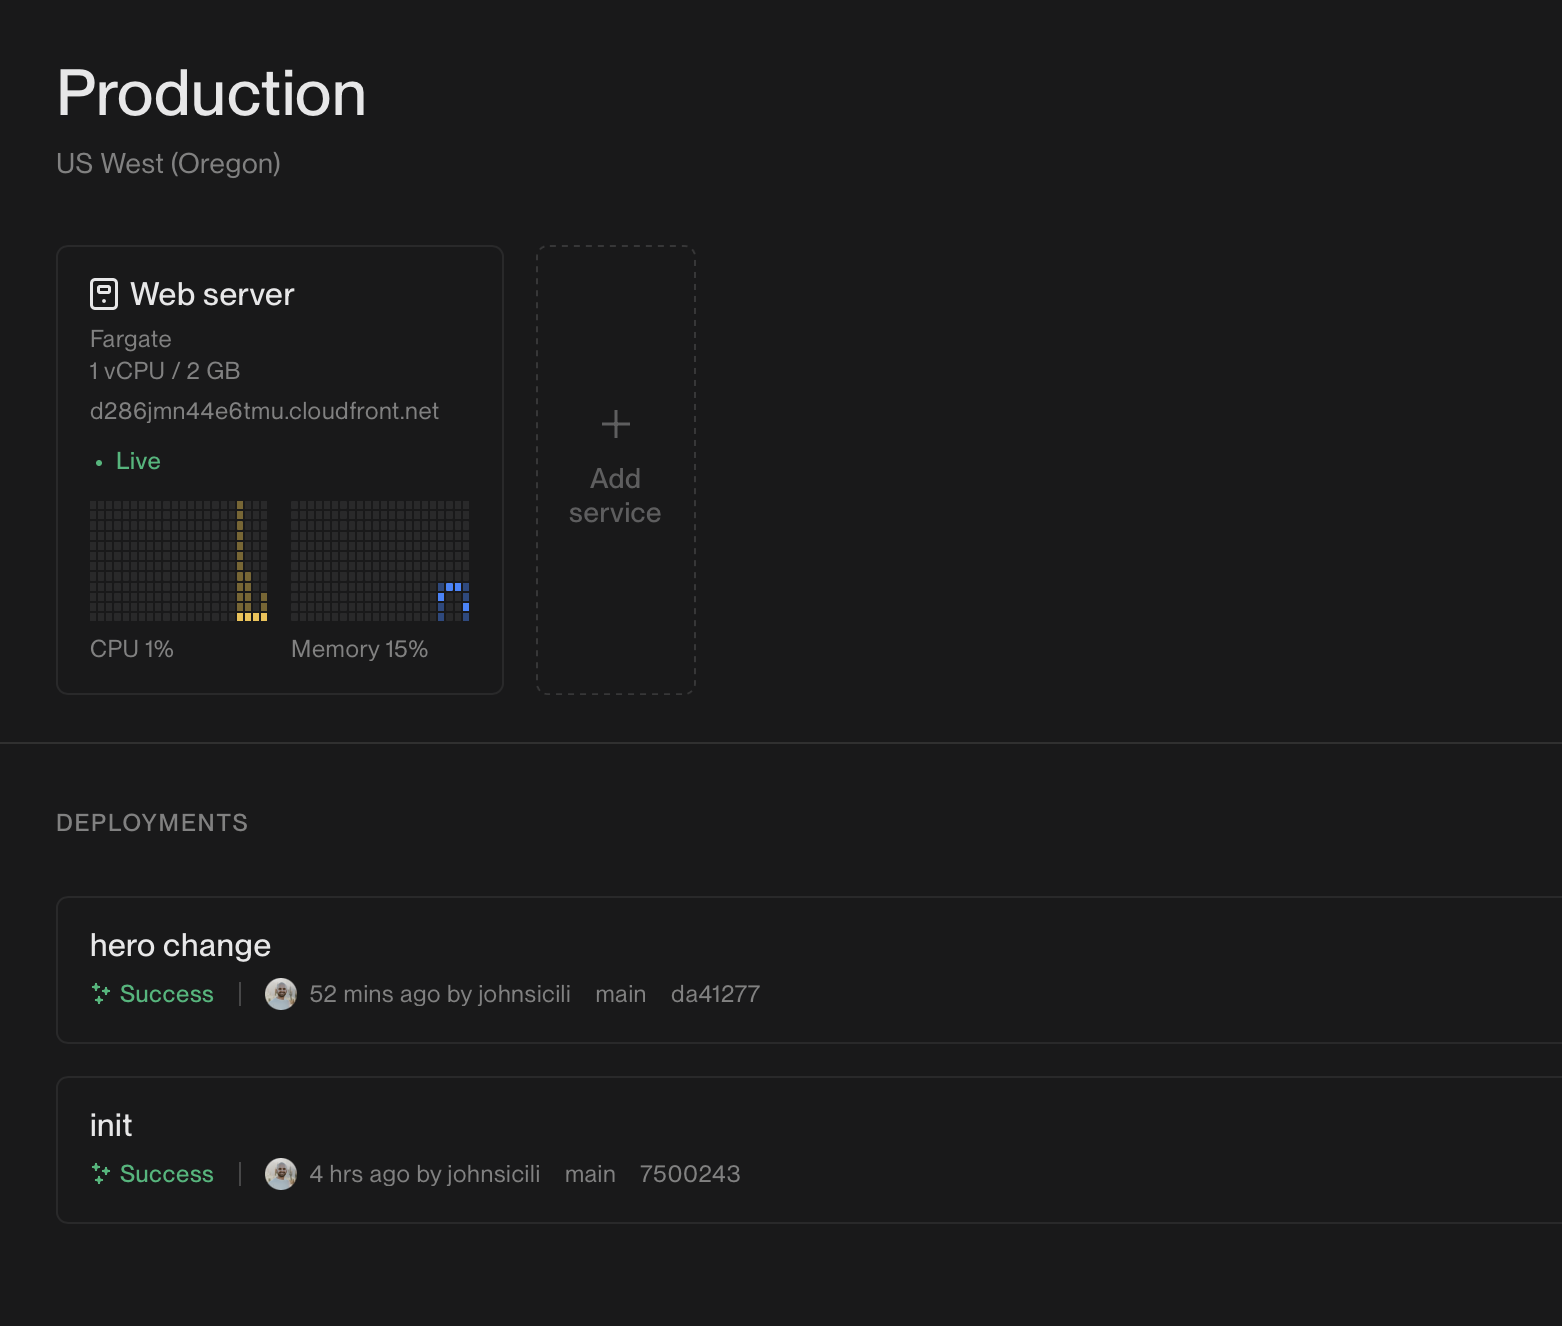 Production
US West (Oregon)
Web server
Fargate
1 vCPU / 2 GB
d286jmn44e6tmu.cloudfront.net
Live
CPU 1%
Memory 15%
Add
service
DEPLOYMENTS
hero change
Success
52 mins ago by johnsicili main da41277
init
Success
4 hrs ago by johnsicili main 7500243